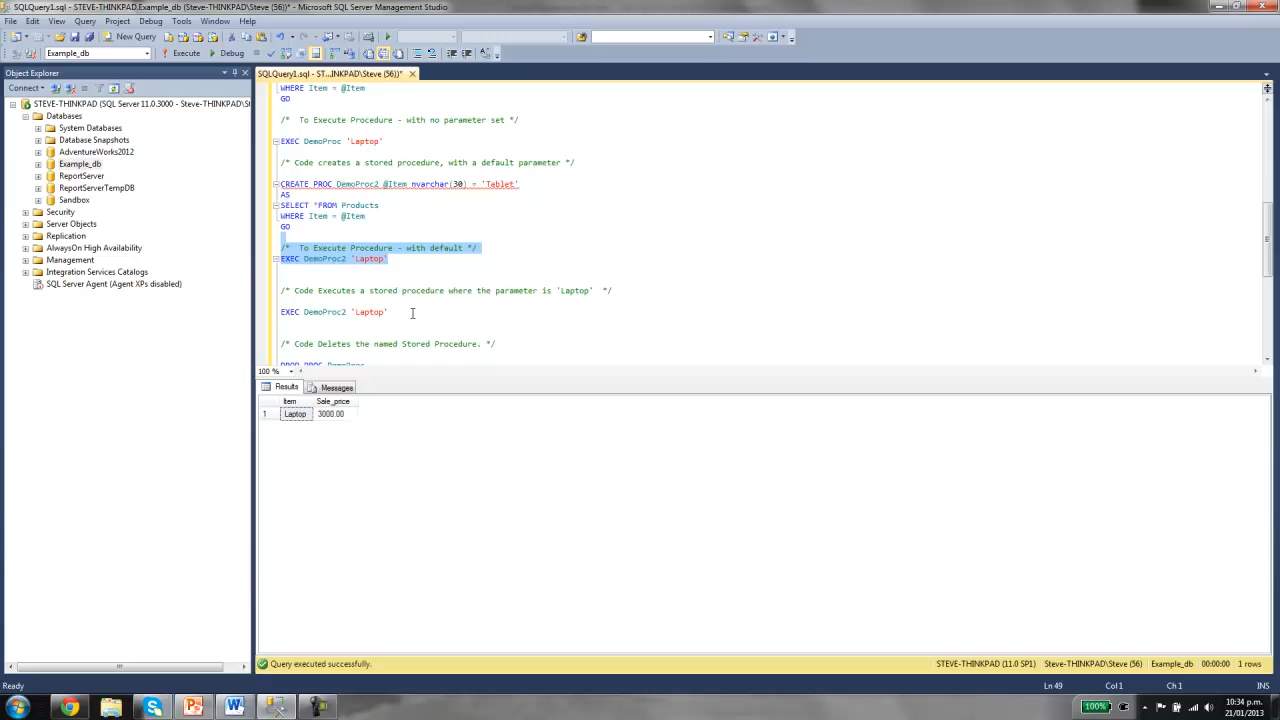 SQLQuery1.sql - STEVE-THINKPAD.Example_db (Steve-THINKPAD\Steve (56))* - Microsoft SQL Server Management Studio
File Edit View Query Project Debug Tools Window Help
New Query
Example_db Execute Debug
Object Explorer
Connect
STEVE-THINKPAD (SQL Server 11.0.3000 - Steve-THINKPAD\St
Databases
System Databases
Database Snapshots
AdventureWorks2012
Example_db
ReportServer
ReportServerTempDB
Sandbox
Security
Server Objects
Replication
AlwaysOn High Availability
Management
Integration Services Catalogs
SQL Server Agent (Agent XPs disabled)
SQLQuery1.sql - ST...INKPAD\Steve (56))*
WHERE Item = @Item
GO
/* To Execute Procedure - with no parameter set */
EXEC DemoProc 'Laptop'
/* Code creates a stored procedure, with a default parameter */
CREATE PROC DemoProc2 @Item nvarchar(30) = 'Tablet'
AS
SELECT *FROM Products
WHERE Item = @Item
GO
/* To Execute Procedure - with default */
EXEC DemoProc2 'Laptop'
/* Code Executes a stored procedure where the parameter is 'Laptop' */
EXEC DemoProc2 'Laptop'
/* Code Deletes the named Stored Procedure. */
DROP PROC DemoProc
100 %
Results Messages
Item Sale_price
1 Laptop 3000.00
Query executed successfully. STEVE-THINKPAD (11.0 SP1) Steve-THINKPAD\Steve (56) Example_db 00:00:00 1 rows
Ready Ln 49 Col 1 Ch 1 INS
100% 10:34 p.m.
21/01/2013